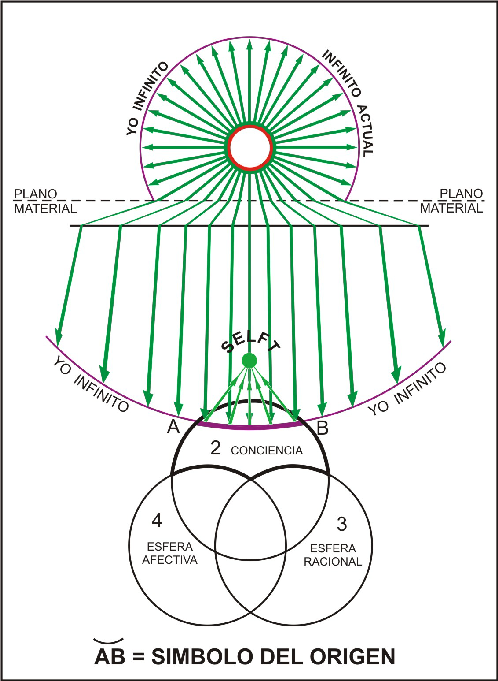 YO INFINITO
INFINITO ACTUAL
PLANO
MATERIAL
PLANO
MATERIAL
SELFT
YO INFINITO
YO INFINITO
A
B
2 CONCIENCIA
4
ESFERA
AFECTIVA
3
ESFERA
RACIONAL
AB = SIMBOLO DEL ORIGEN